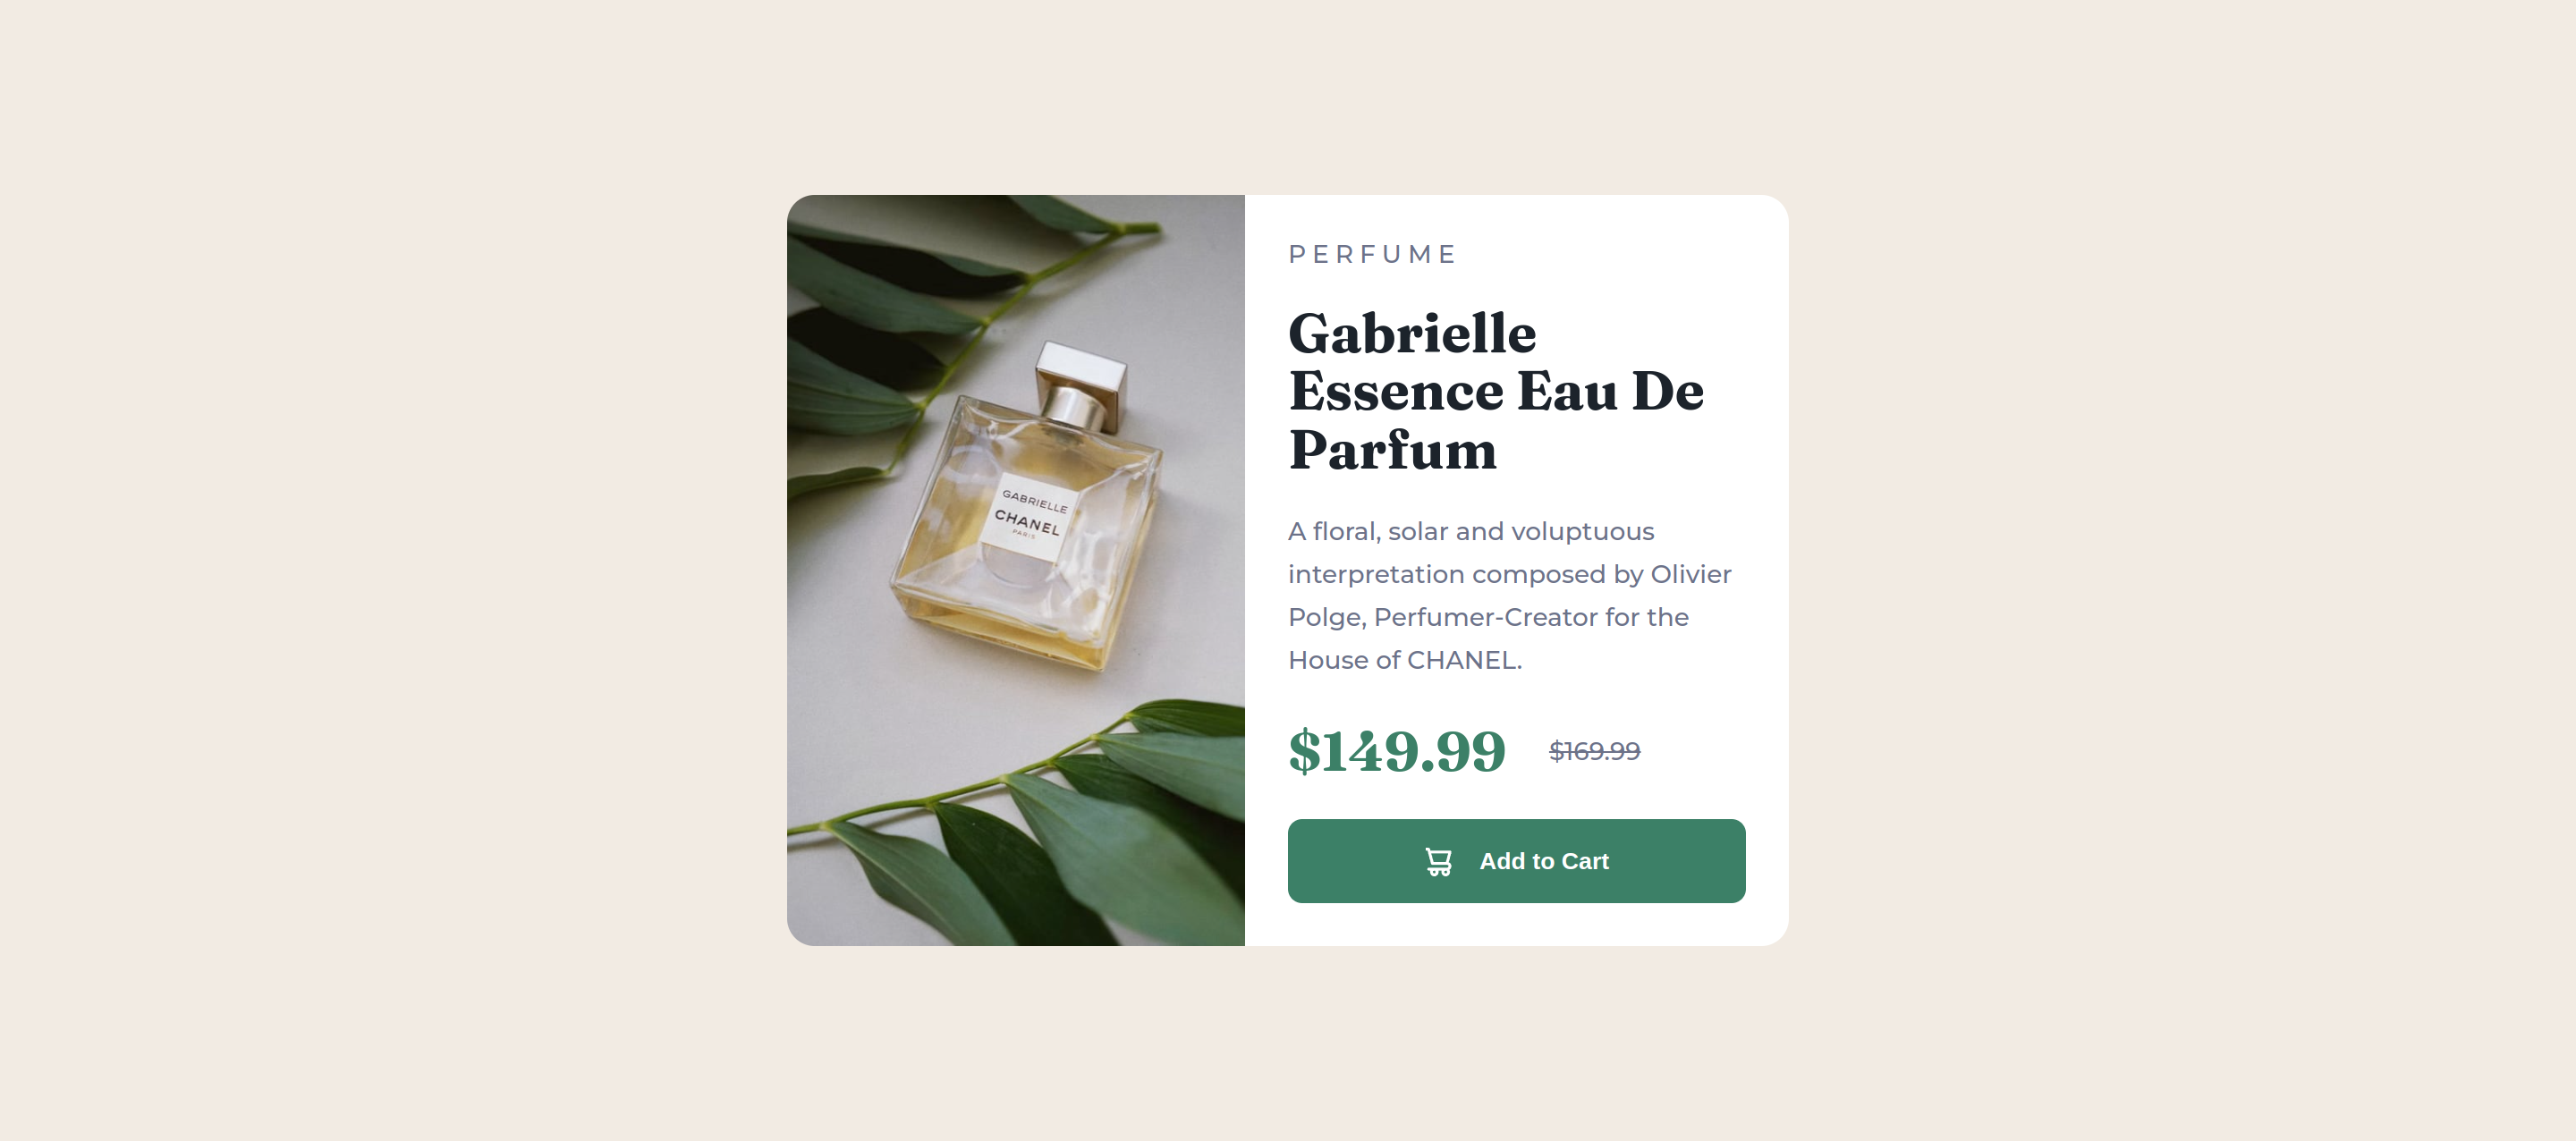 GABRIELLE
CHANEL
PARIS
PERFUME
Gabrielle
Essence Eau De
Parfum
A floral, solar and voluptuous
interpretation composed by Olivier
Polge, Perfumer-Creator for the
House of CHANEL.
$149.99 $169.99
Add to Cart